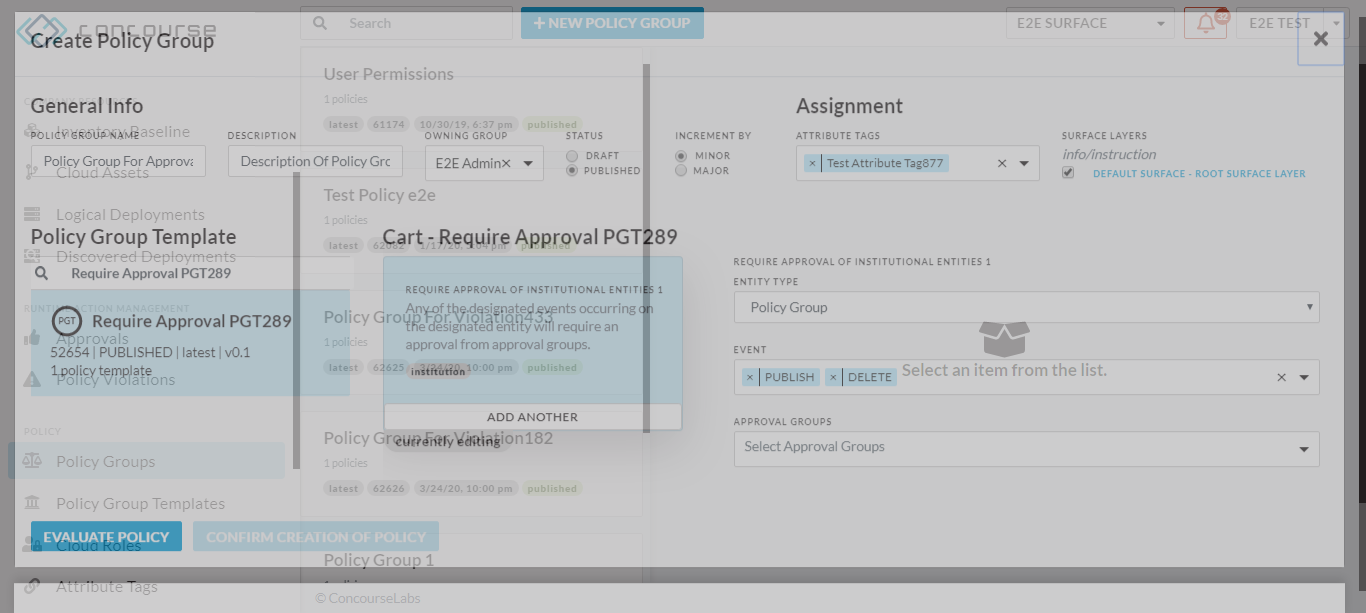 concourse
Create Policy Group
Search
+ NEW POLICY GROUP
E2E SURFACE
32
E2E TEST
×
User Permissions
1 policies
latest 61174 10/30/19, 6:37 pm published
General Info
Assignment
Inventory Baseline
POLICY GROUP NAME
DESCRIPTION
OWNING GROUP
STATUS
INCREMENT BY
ATTRIBUTE TAGS
SURFACE LAYERS
Policy Group For Approva
Description Of Policy Grc
E2E Admin×
DRAFT
PUBLISHED
MINOR
MAJOR
× Test Attribute Tag877 ×
info/instruction
DEFAULT SURFACE - ROOT SURFACE LAYER
Cloud Assets
Test Policy e2e
1 policies
latest 62082 1/17/20, published
Logical Deployments
Policy Group Template
Cart - Require Approval PGT289
Discovered Deployments
Require Approval PGT289
RUNTIME ACTION MANAGEMENT
PGT Require Approval PGT289
Approvals
52654 | PUBLISHED | latest | v0.1
1 policy template
Policy Violations
REQUIRE APPROVAL OF INSTITUTIONAL ENTITIES 1
Any of the designated events occurring on
the designated entity will require an
approval from approval groups.
institution
ADD ANOTHER
currently editing
Policy Group For Violation433
1 policies
latest 62625 3/24/20, 10:00 pm published
Policy Group For Violation182
1 policies
latest 62626 3/24/20, 10:00 pm published
Policy Group 1
REQUIRE APPROVAL OF INSTITUTIONAL ENTITIES 1
ENTITY TYPE
Policy Group
EVENT
× PUBLISH × DELETE ×
Select an item from the list.
APPROVAL GROUPS
Select Approval Groups
POLICY
Policy Groups
Policy Group Templates
EVALUATE POLICY
CONFIRM CREATION OF POLICY
Cloud Roles
Attribute Tags
© ConcourseLabs